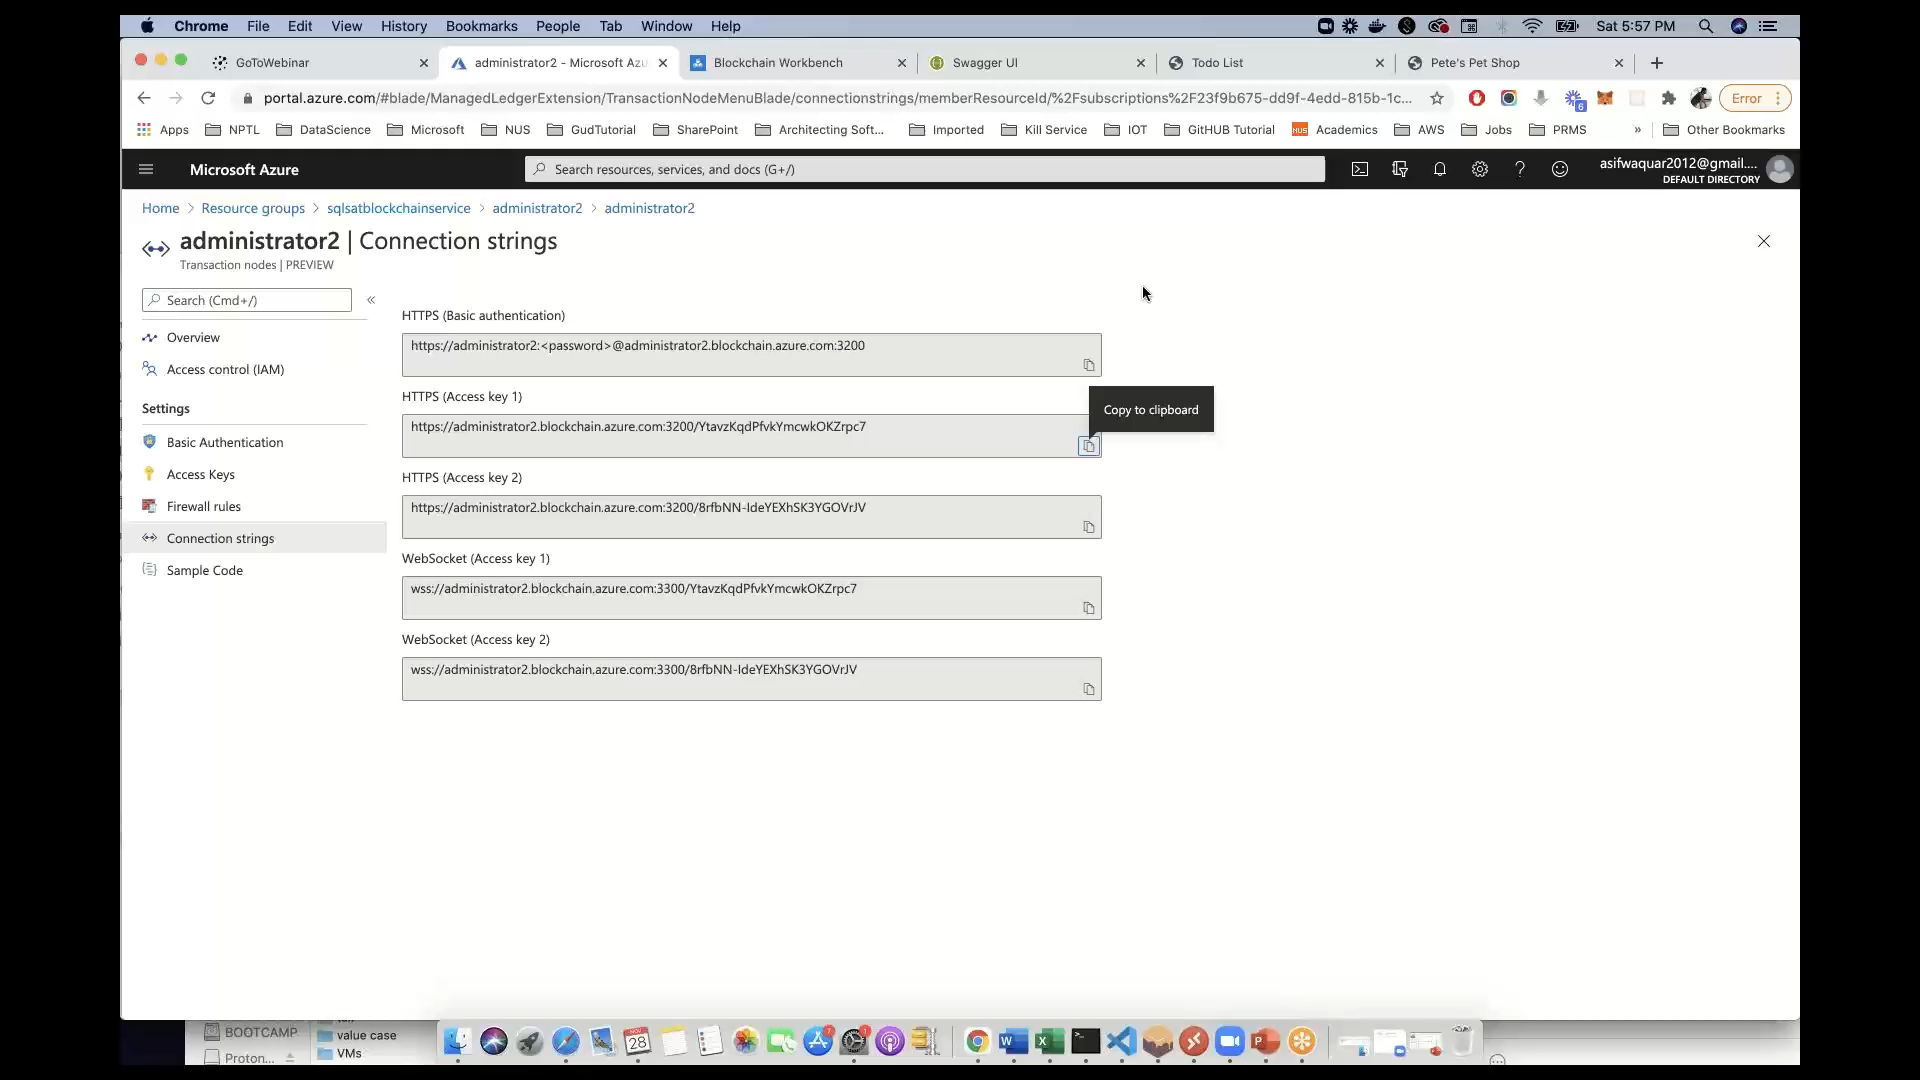 Chrome File Edit View History Bookmarks People Tab Window Help Sat 5:57 PM
GoToWebinar administrator2 - Microsoft Azu Blockchain Workbench Swagger UI Todo List Pete's Pet Shop
portal.azure.com/#blade/ManagedLedgerExtension/TransactionNodeMenuBlade/connectionstrings/memberResourceId/%2Fsubscriptions%2F23f9b675-dd9f-4edd-815b-1c... 6 Error
Apps NPTL DataScience Microsoft NUS GudTutorial SharePoint Architecting Soft... Imported Kill Service IOT GitHUB Tutorial NUS Academics AWS Jobs PRMS » Other Bookmarks
Microsoft Azure Search resources, services, and docs (G+/) asifwaquar2012@gmail....
DEFAULT DIRECTORY
Home > Resource groups > sqlsatblockchainservice > administrator2 > administrator2
administrator2 | Connection strings
Transaction nodes | PREVIEW
Search (Cmd+/) «
Overview
Access control (IAM)
Settings
Basic Authentication
Access Keys
Firewall rules
Connection strings
Sample Code
HTTPS (Basic authentication)
https://administrator2:<password>@administrator2.blockchain.azure.com:3200
HTTPS (Access key 1)
Copy to clipboard
https://administrator2.blockchain.azure.com:3200/YtavzKqdPfvkYmcwkOKZrpc7
HTTPS (Access key 2)
https://administrator2.blockchain.azure.com:3200/8rfbNN-IdeYEXhSK3YGOVrJV
WebSocket (Access key 1)
wss://administrator2.blockchain.azure.com:3300/YtavzKqdPfvkYmcwkOKZrpc7
WebSocket (Access key 2)
wss://administrator2.blockchain.azure.com:3300/8rfbNN-IdeYEXhSK3YGOVrJV
BOOTCAMP value case
Proton... VMs
NOV 28